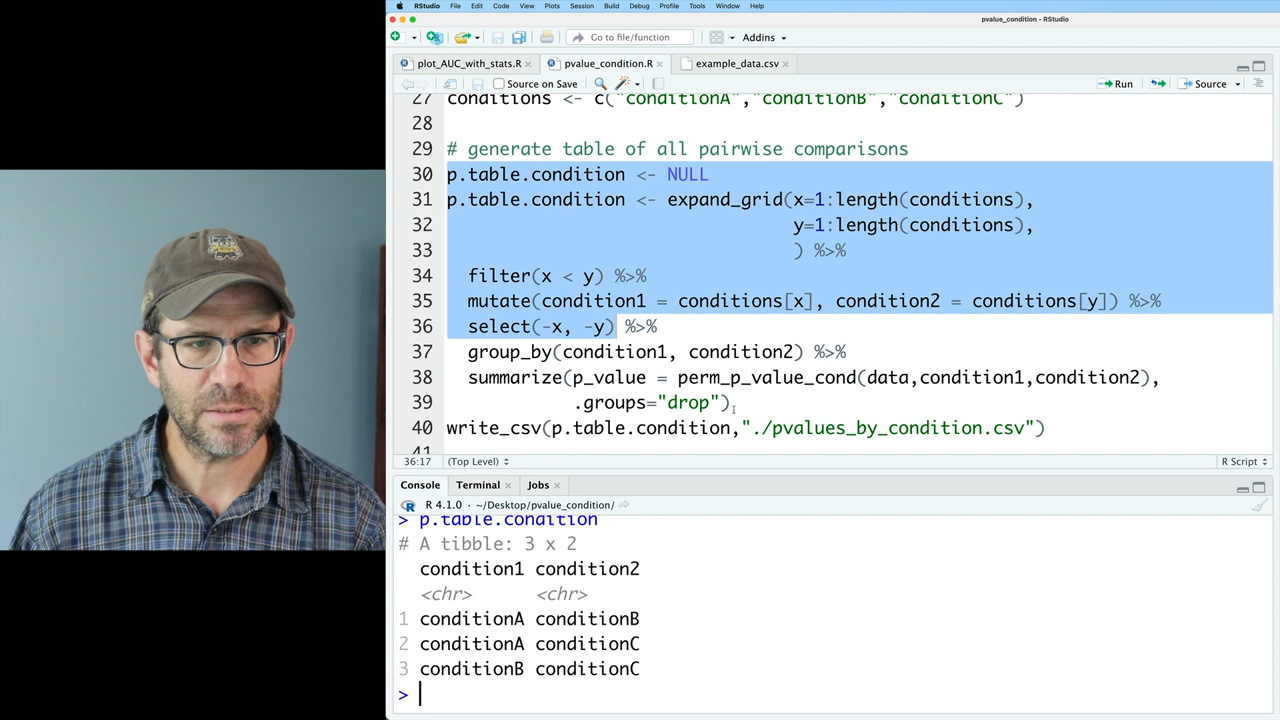 RStudio File Edit Code View Plots Session Build Debug Profile Tools Window Help
pvalue_condition - RStudio
Go to file/function Addins
plot_AUC_with_stats.R pvalue_condition.R example_data.csv
Source on Save Run Source
27 conditions <- c("conditionA","conditionB","conditionC")
28
29 # generate table of all pairwise comparisons
30 p.table.condition <- NULL
31 p.table.condition <- expand_grid(x=1:length(conditions),
32 y=1:length(conditions),
33 ) %>%
34 filter(x < y) %>%
35 mutate(condition1 = conditions[x], condition2 = conditions[y]) %>%
36 select(-x, -y) %>%
37 group_by(condition1, condition2) %>%
38 summarize(p_value = perm_p_value_cond(data,condition1,condition2),
39 .groups="drop")
40 write_csv(p.table.condition,"./pvalues_by_condition.csv")
41
36:17 (Top Level) R Script
Console Terminal Jobs
R 4.1.0 · ~/Desktop/pvalue_condition/
> p.table.condition
# A tibble: 3 x 2
condition1 condition2
<chr> <chr>
1 conditionA conditionB
2 conditionA conditionC
3 conditionB conditionC
>